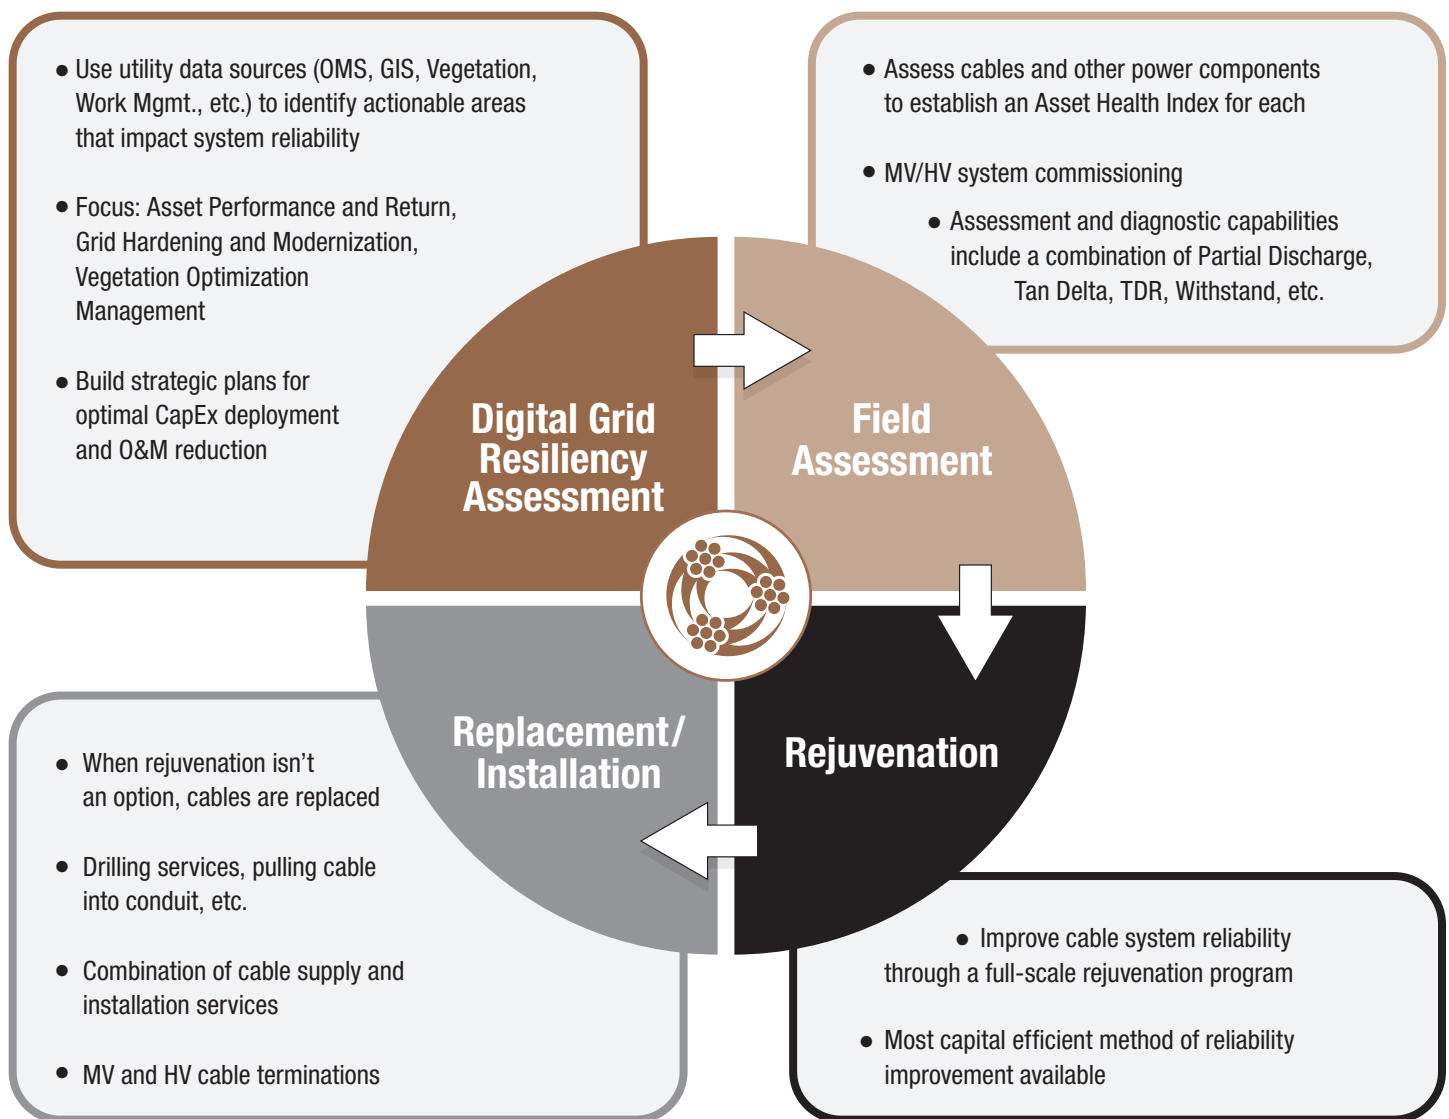 ● Use utility data sources (OMS, GIS, Vegetation,
Work Mgmt., etc.) to identify actionable areas
that impact system reliability
● Focus: Asset Performance and Return,
Grid Hardening and Modernization,
Vegetation Optimization
Management
● Build strategic plans for
optimal CapEx deployment
and O&M reduction
● Assess cables and other power components
to establish an Asset Health Index for each
● MV/HV system commissioning
● Assessment and diagnostic capabilities
include a combination of Partial Discharge,
Tan Delta, TDR, Withstand, etc.
Digital Grid
Resiliency
Assessment
Field
Assessment
Replacement/
Installation
Rejuvenation
● When rejuvenation isn’t
an option, cables are replaced
● Drilling services, pulling cable
into conduit, etc.
● Combination of cable supply and
installation services
● MV and HV cable terminations
● Improve cable system reliability
through a full-scale rejuvenation program
● Most capital efficient method of reliability
improvement available